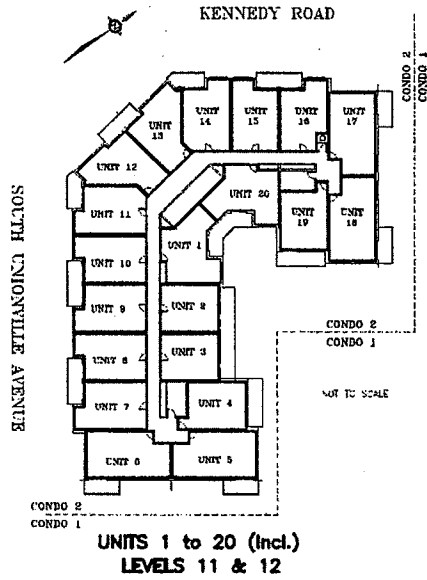 KENNEDY ROAD
CONDO 2
CONDO 1
UNIT 14
UNIT 15
UNIT 16
UNIT 17
UNIT 13
UNIT 12
UNIT 11
UNIT 20
UNIT 19
UNIT 18
UNIT 1
UNIT 10
UNIT 9
UNIT 2
UNIT 8
UNIT 3
UNIT 7
UNIT 4
UNIT 6
UNIT 5
SOUTH UNIONVILLE AVENUE
CONDO 2
CONDO 1
NOT TO SCALE
CONDO 2
CONDO 1
UNITS 1 to 20 (Incl.)
LEVELS 11 & 12